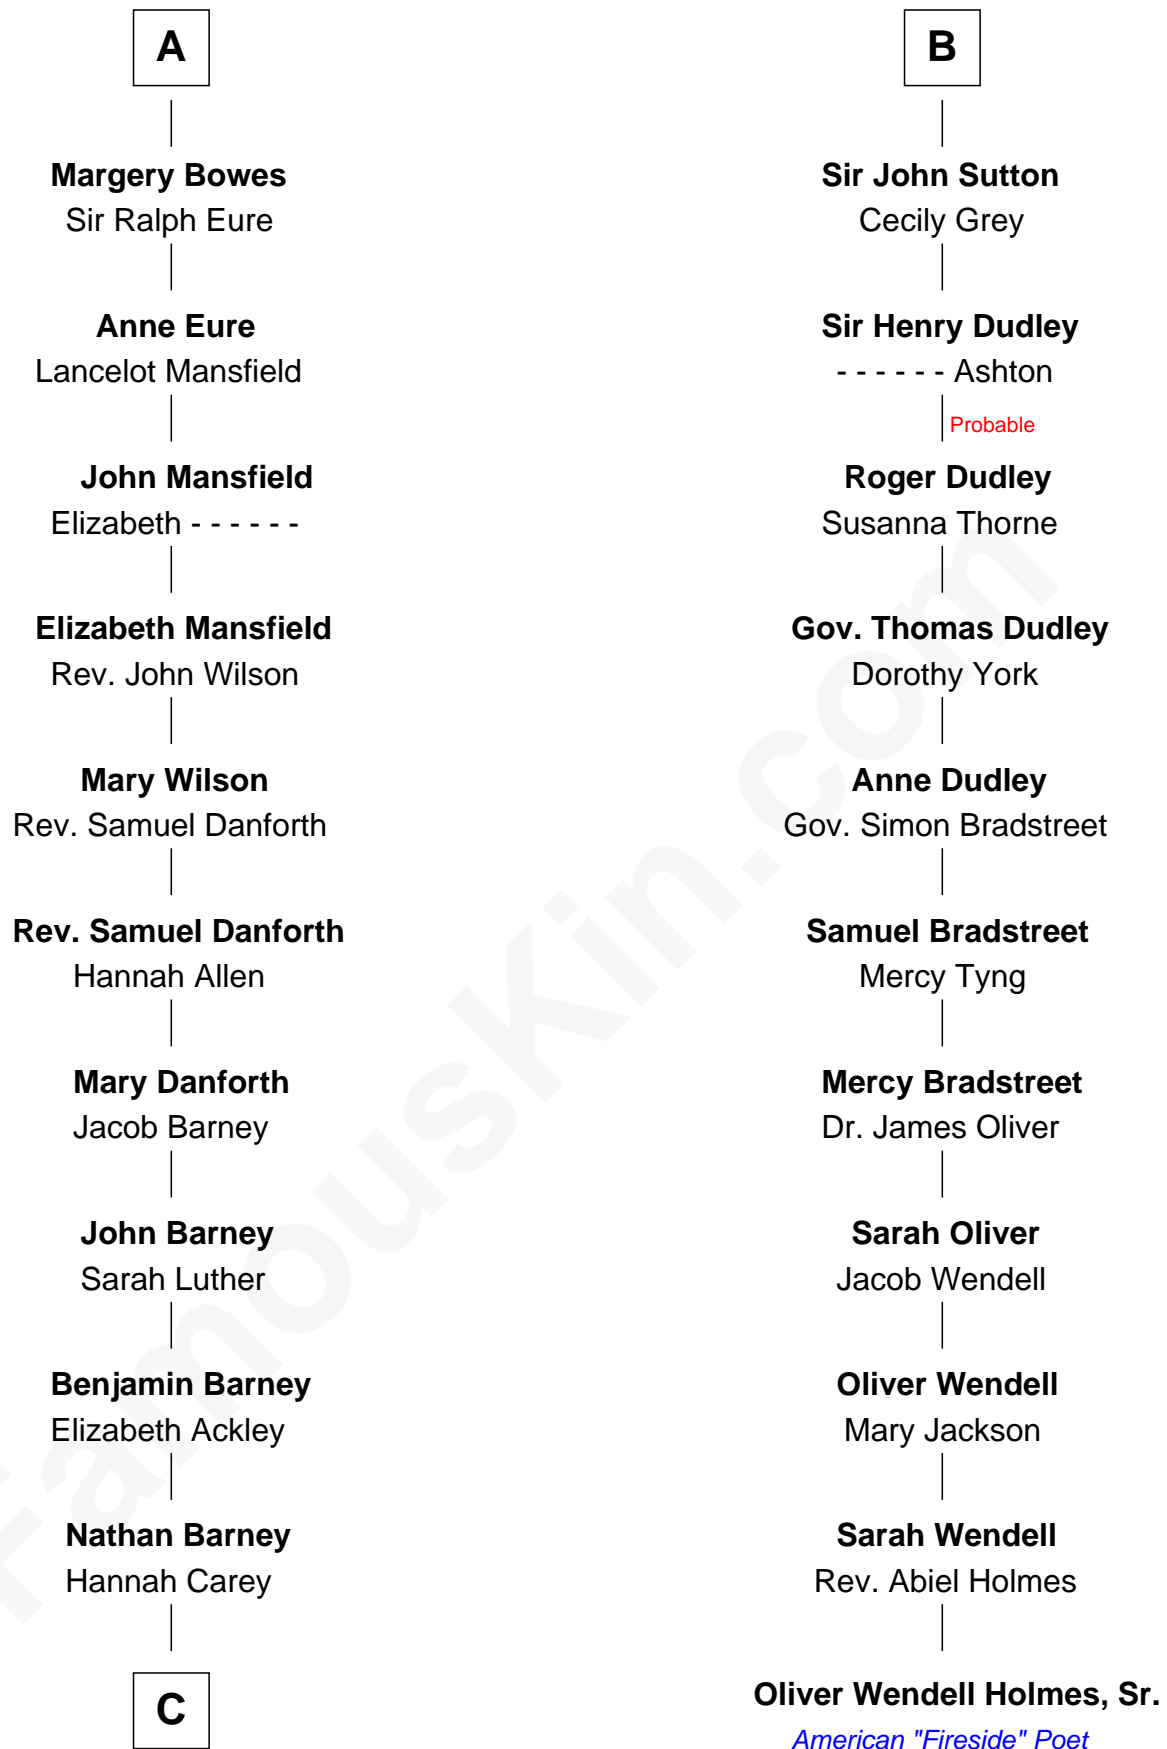 A
Margery Bowes
Sir Ralph Eure
Anne Eure
Lancelot Mansfield
John Mansfield
Elizabeth - - - - - -
Elizabeth Mansfield
Rev. John Wilson
Mary Wilson
Rev. Samuel Danforth
Rev. Samuel Danforth
Hannah Allen
Mary Danforth
Jacob Barney
John Barney
Sarah Luther
Benjamin Barney
Elizabeth Ackley
Nathan Barney
Hannah Carey
C
B
Sir John Sutton
Cecily Grey
Sir Henry Dudley
- - - - - - Ashton
Probable
Roger Dudley
Susanna Thorne
Gov. Thomas Dudley
Dorothy York
Anne Dudley
Gov. Simon Bradstreet
Samuel Bradstreet
Mercy Tyng
Mercy Bradstreet
Dr. James Oliver
Sarah Oliver
Jacob Wendell
Oliver Wendell
Mary Jackson
Sarah Wendell
Rev. Abiel Holmes
Oliver Wendell Holmes, Sr.
American "Fireside" Poet
FamousKin.com